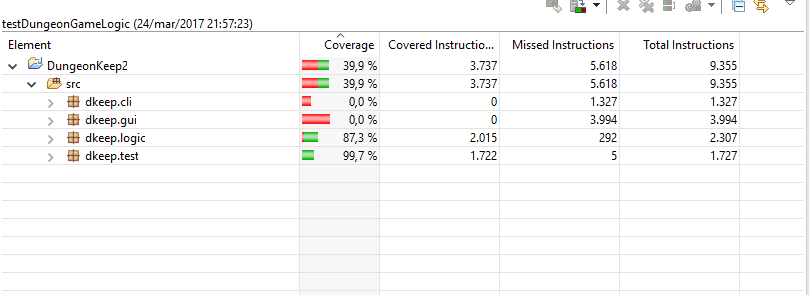 testDungeonGameLogic (24/mar/2017 21:57:23)
Element Coverage Covered Instructio... Missed Instructions Total Instructions
DungeonKeep2 39,9 % 3.737 5.618 9.355
src 39,9 % 3.737 5.618 9.355
dkeep.cli 0,0 % 0 1.327 1.327
dkeep.gui 0,0 % 0 3.994 3.994
dkeep.logic 87,3 % 2.015 292 2.307
dkeep.test 99,7 % 1.722 5 1.727